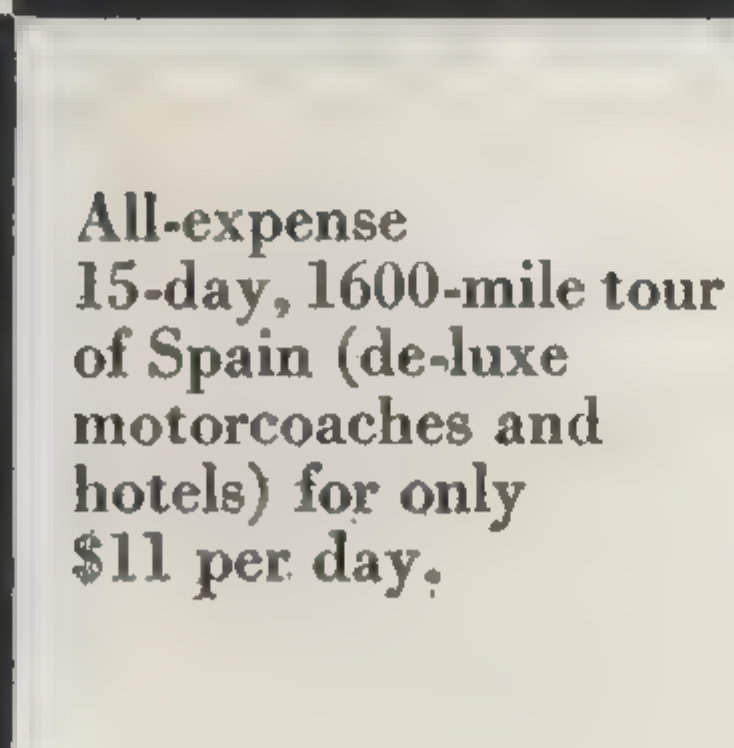 All-expense
15-day, 1600-mile tour
of Spain (de-luxe
motorcoaches and
hotels) for only
$11 per day.